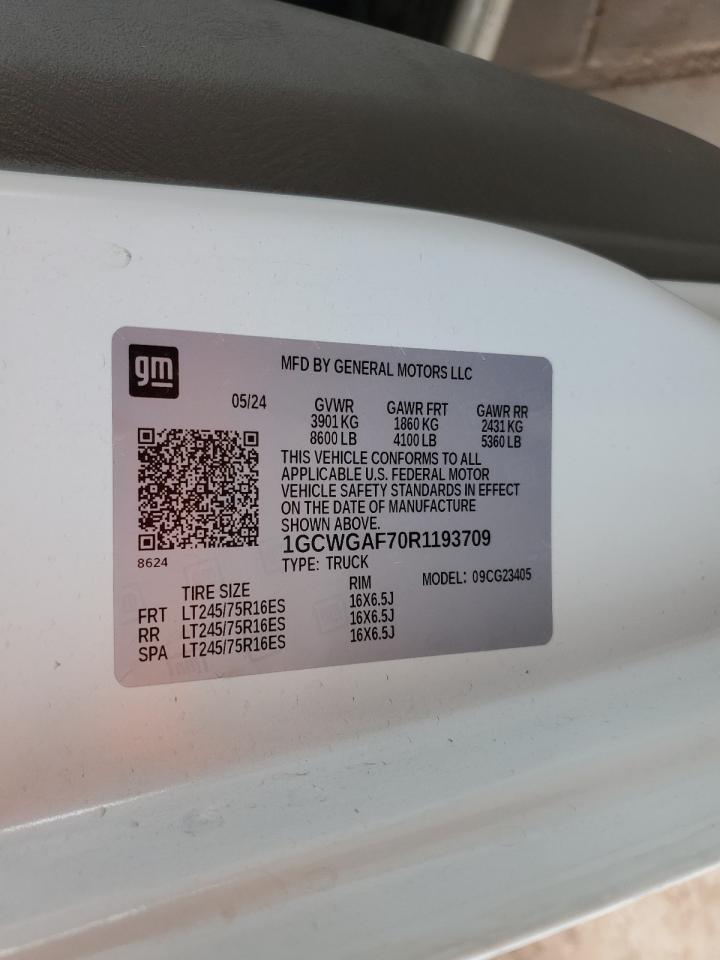 gm
MFD BY GENERAL MOTORS LLC
05/24
GVWR GAWR FRT GAWR RR
3901 KG 1860 KG 2431 KG
8600 LB 4100 LB 5360 LB
THIS VEHICLE CONFORMS TO ALL
APPLICABLE U.S. FEDERAL MOTOR
VEHICLE SAFETY STANDARDS IN EFFECT
ON THE DATE OF MANUFACTURE
SHOWN ABOVE.
1GCWGAF70R1193709
8624
TYPE: TRUCK MODEL: 09CG23405
TIRE SIZE RIM
FRT LT245/75R16ES 16X6.5J
RR LT245/75R16ES 16X6.5J
SPA LT245/75R16ES 16X6.5J